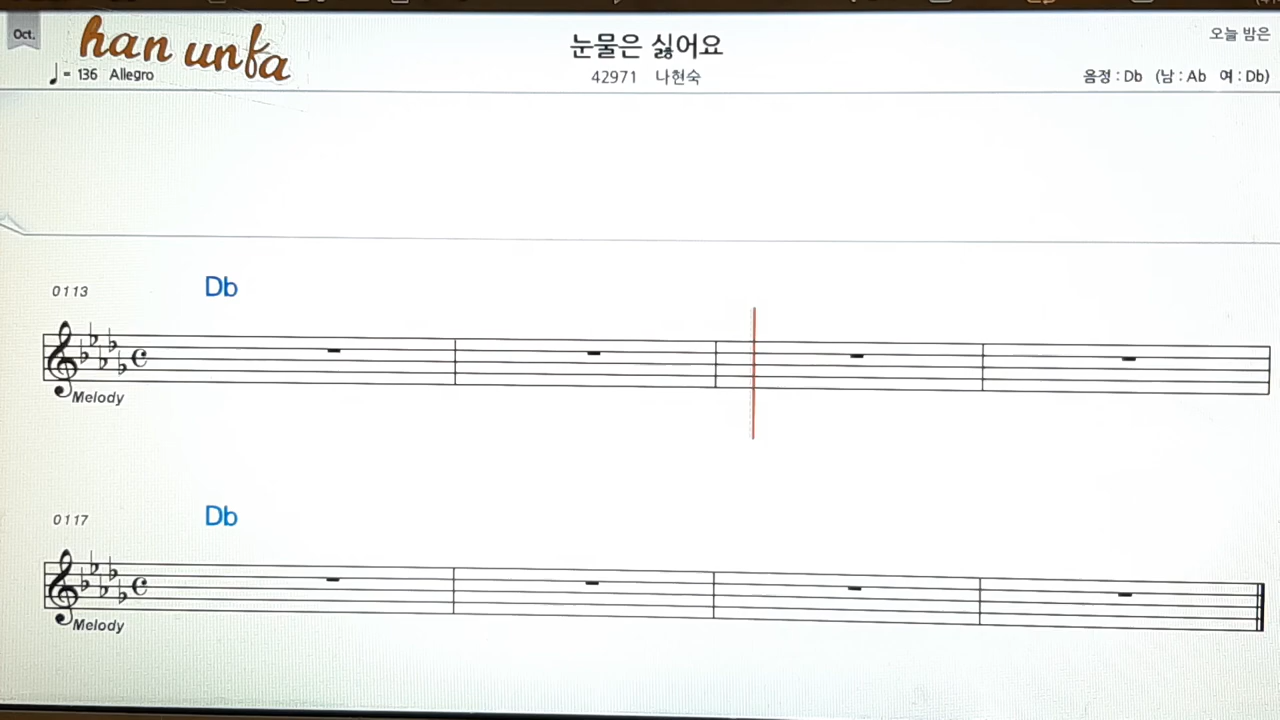 Oct.
han unfa
♩ = 136 Allegro
눈물은 싫어요
42971 나현숙
오늘 밤은
음정 : Db (남 : Ab 여 : Db)
0113
Db
Melody
0117
Db
Melody